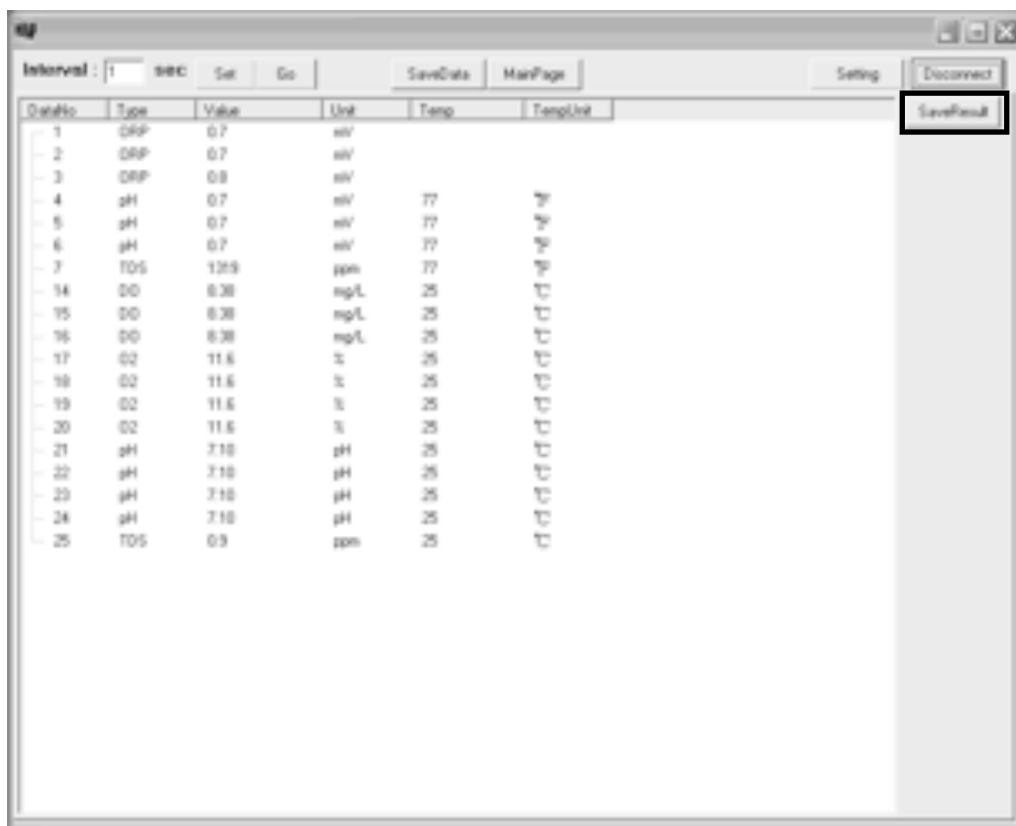 Interval : 1 sec Set Go SaveData MainPage Setting Disconnect
DataNo Type Value Unit Temp TempUnit SaveResult
1 ORP 0.7 mV
2 ORP 0.7 mV
3 ORP 0.8 mV
4 pH 0.7 mV 77 ℉
5 pH 0.7 mV 77 ℉
6 pH 0.7 mV 77 ℉
7 TDS 1319 ppm 77 ℉
14 DO 8.38 mg/L 25 ℃
15 DO 8.38 mg/L 25 ℃
16 DO 8.38 mg/L 25 ℃
17 O2 11.6 % 25 ℃
18 O2 11.6 % 25 ℃
19 O2 11.6 % 25 ℃
20 O2 11.6 % 25 ℃
21 pH 7.10 pH 25 ℃
22 pH 7.10 pH 25 ℃
23 pH 7.10 pH 25 ℃
24 pH 7.10 pH 25 ℃
25 TDS 0.9 ppm 25 ℃